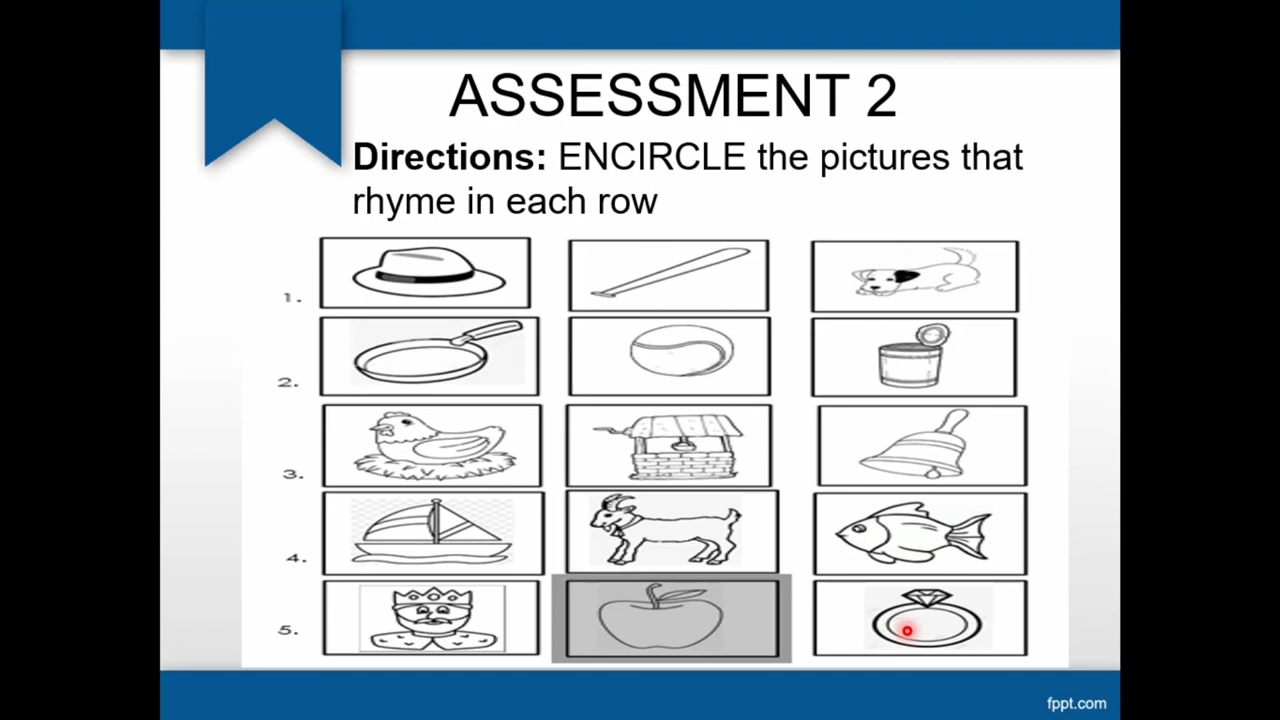 ASSESSMENT 2
Directions: ENCIRCLE the pictures that
rhyme in each row
1.
2.
3.
4.
5.
fppt.com